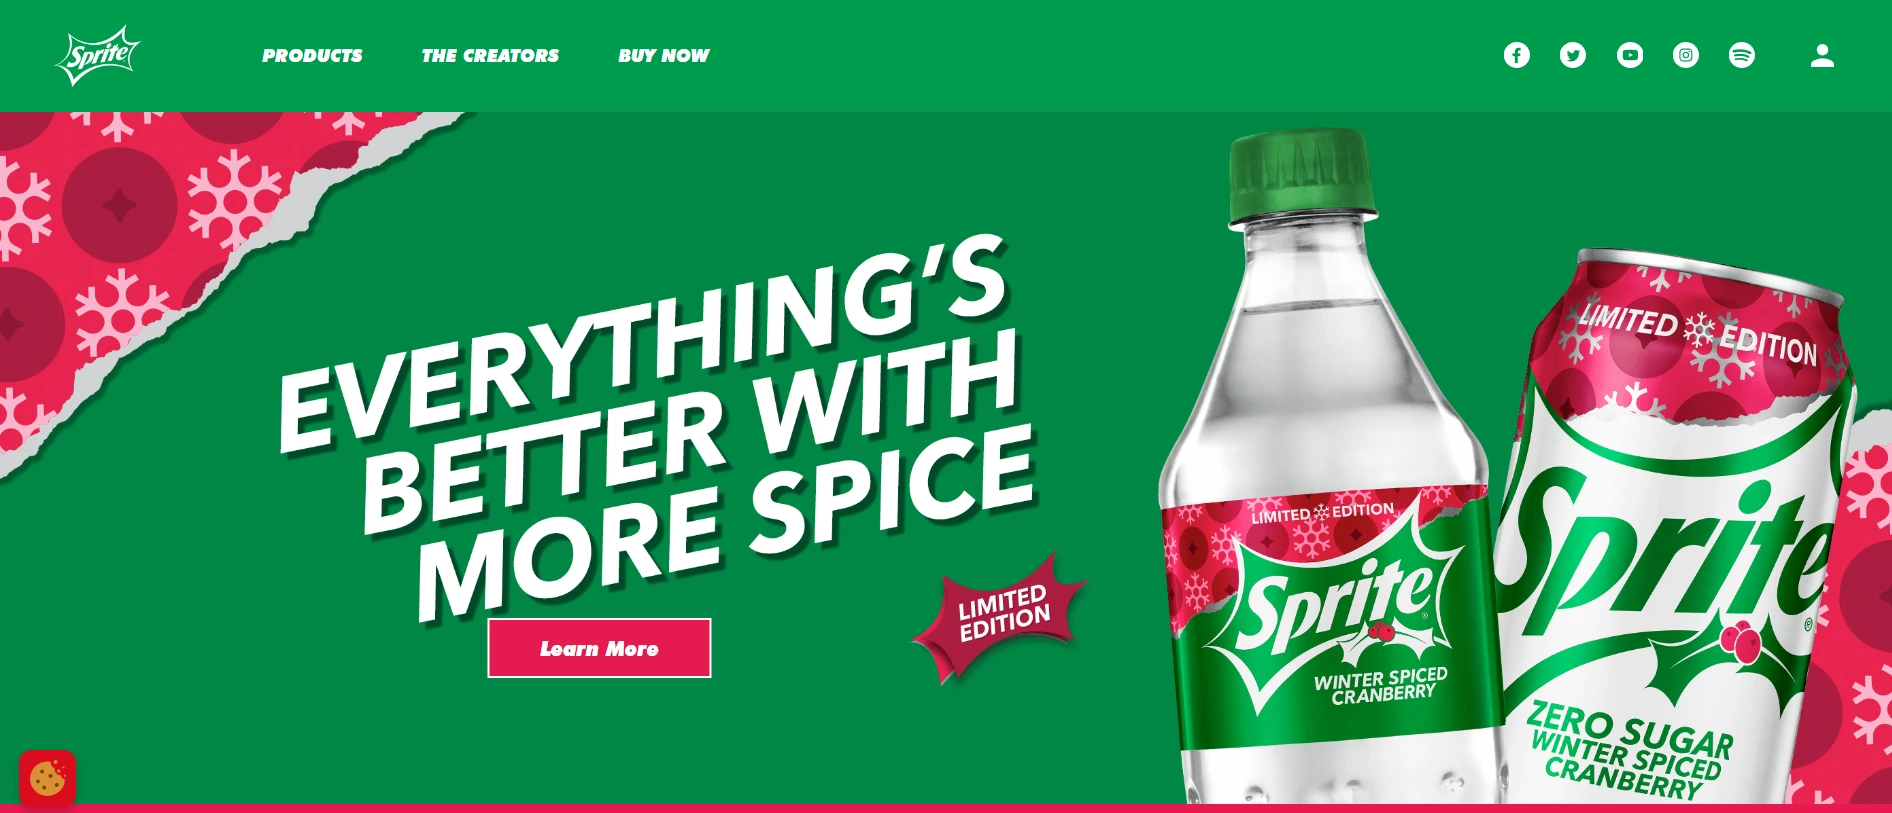 Sprite
PRODUCTS
THE CREATORS
BUY NOW
EVERYTHING'S
BETTER WITH
MORE SPICE
Learn More
LIMITED
EDITION
LIMITED EDITION
Sprite
WINTER SPICED
CRANBERRY
LIMITED EDITION
Sprite
ZERO SUGAR
WINTER SPICED
CRANBERRY